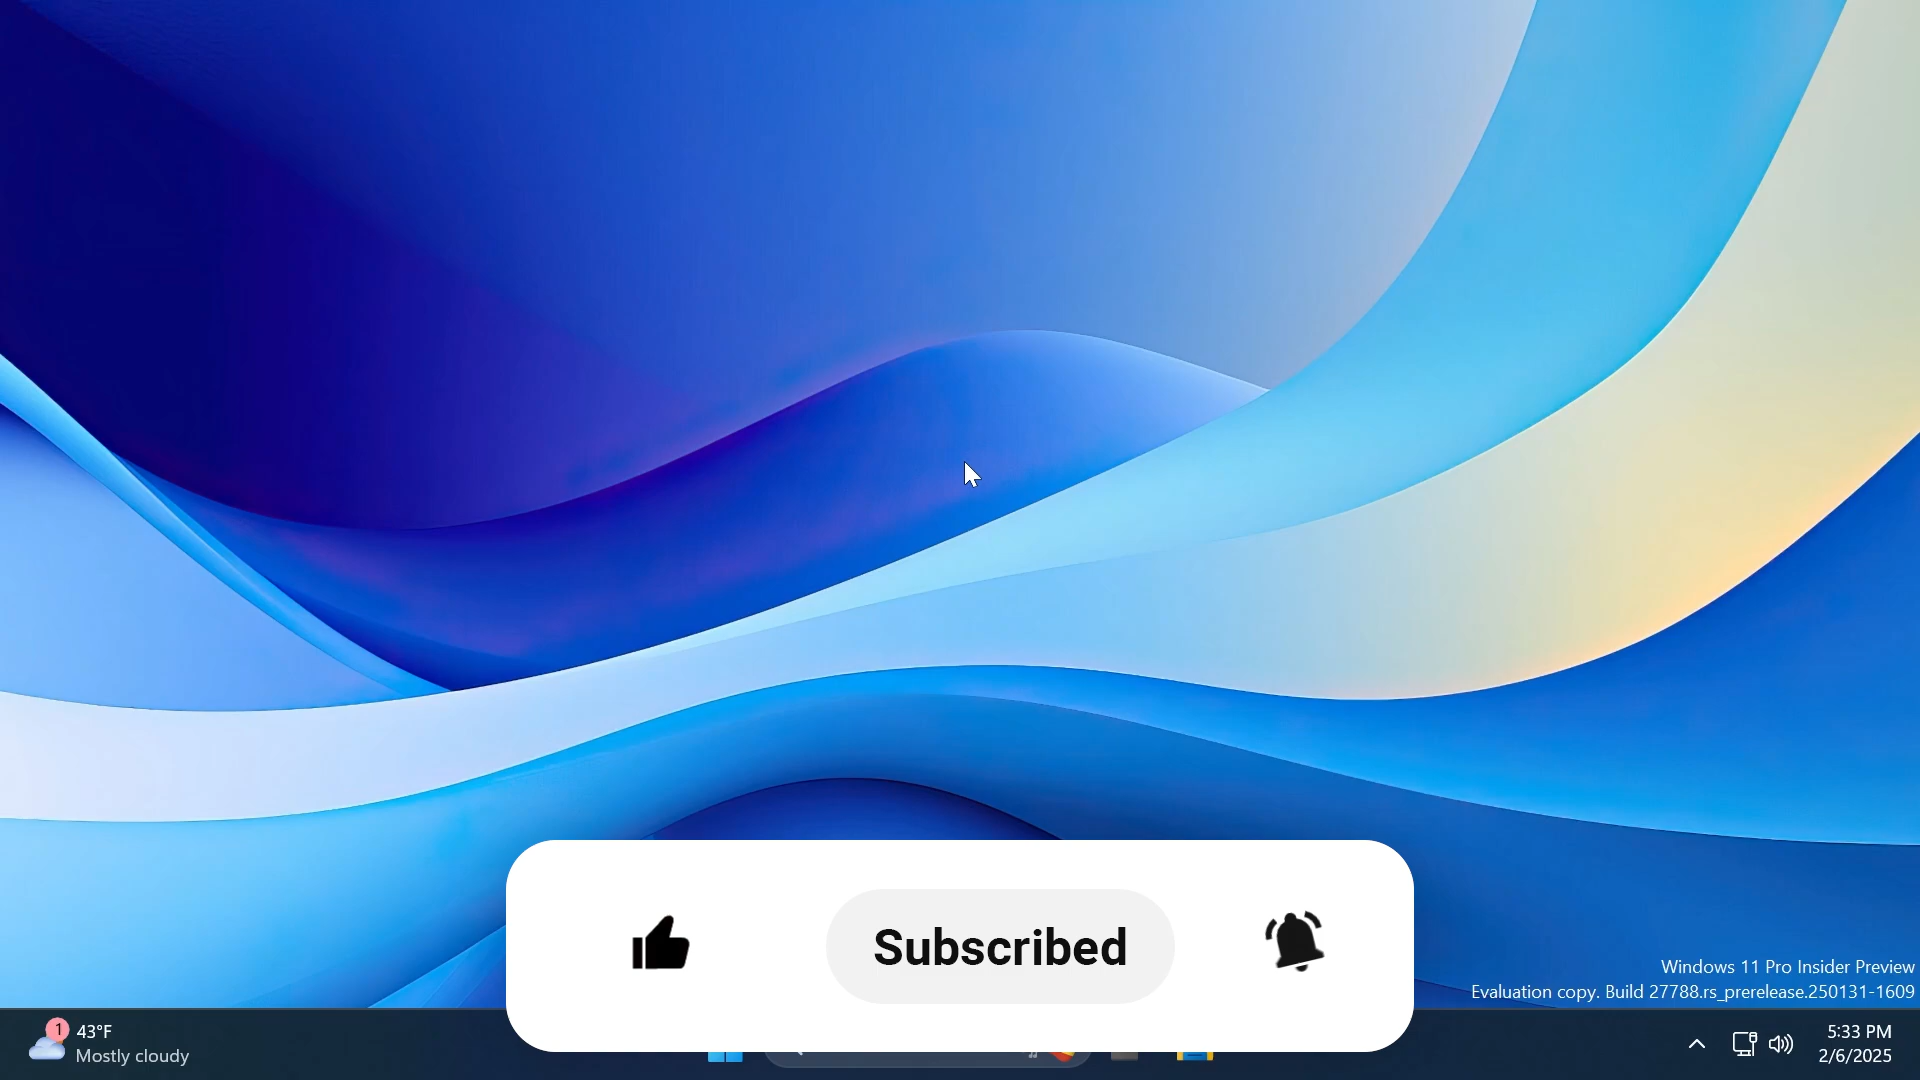 Subscribed
Windows 11 Pro Insider Preview
Evaluation copy. Build 27788.rs_prerelease.250131-1609
1
43°F
Mostly cloudy
5:33 PM
2/6/2025